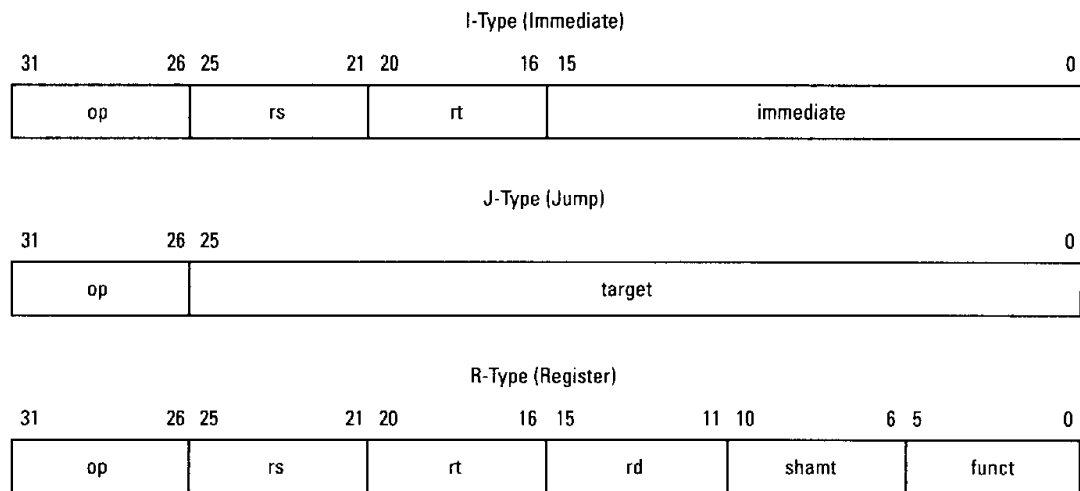 I-Type (Immediate)
31 26 25 21 20 16 15 0
op rs rt immediate
J-Type (Jump)
31 26 25 0
op target
R-Type (Register)
31 26 25 21 20 16 15 11 10 6 5 0
op rs rt rd shamt funct